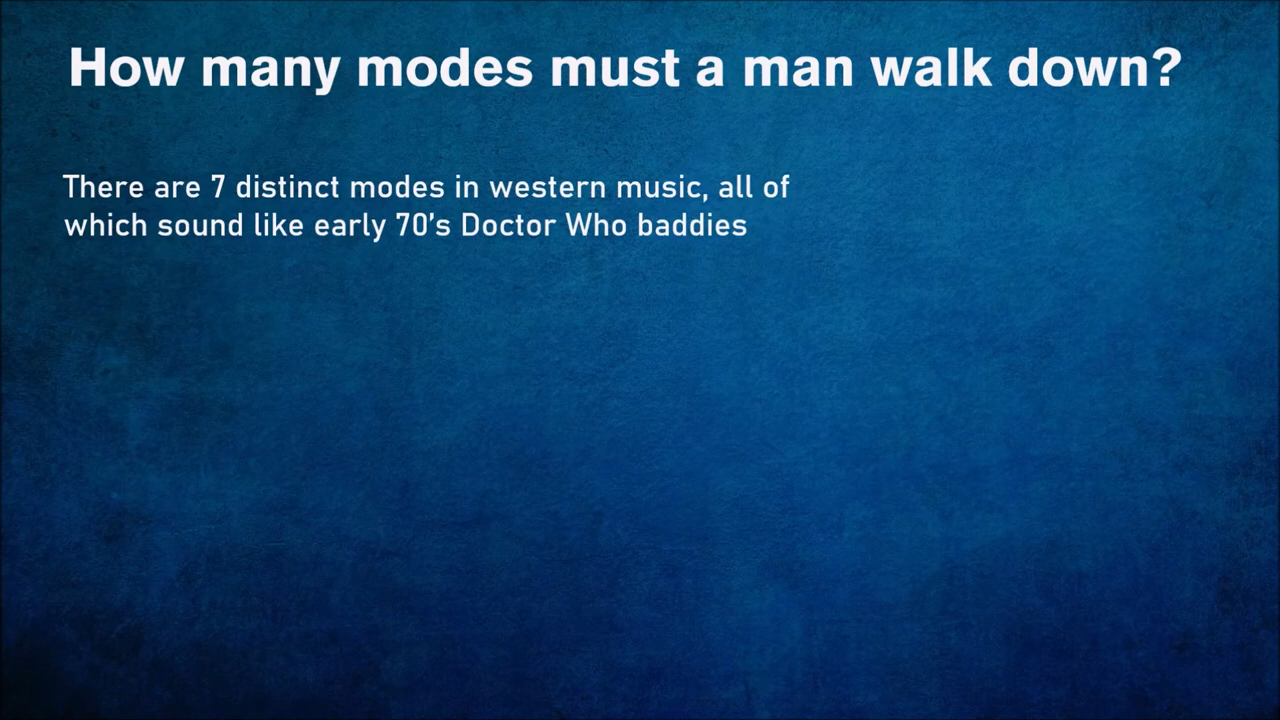 How many modes must a man walk down?
There are 7 distinct modes in western music, all of
which sound like early 70’s Doctor Who baddies